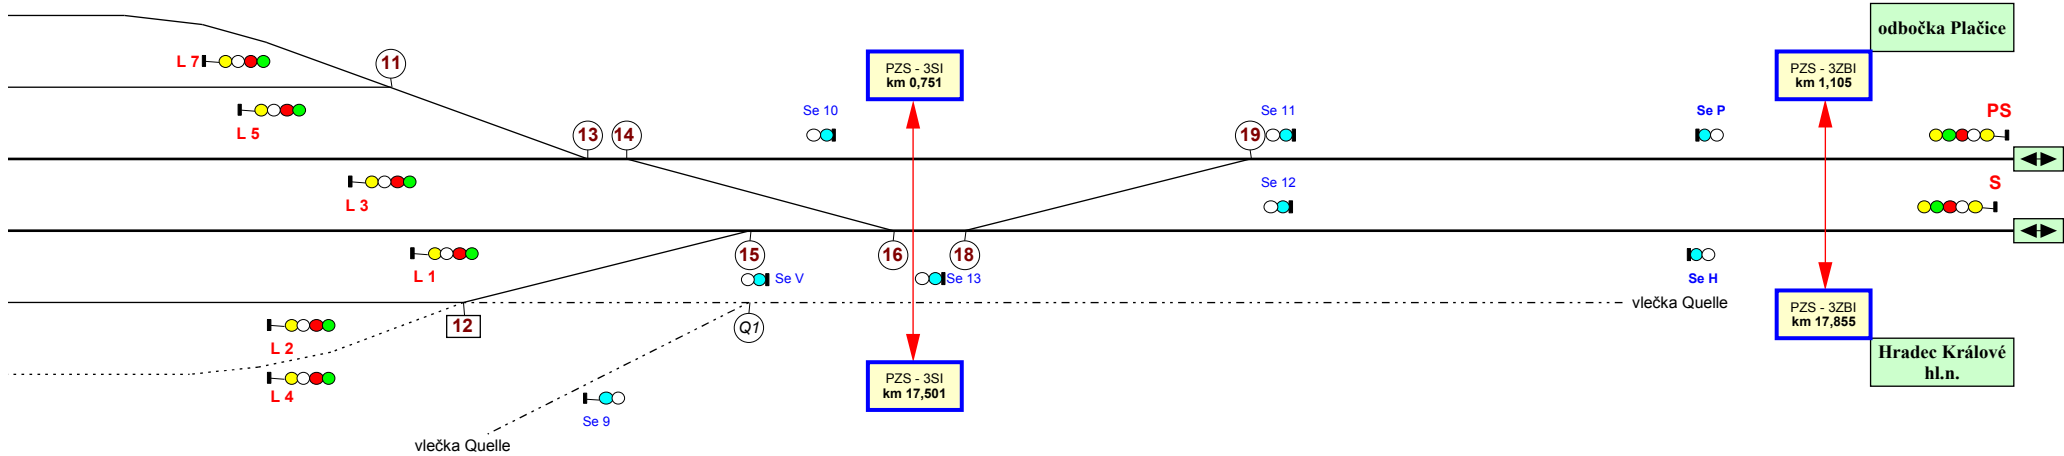 odbočka Plačice
L 7
11
PZS - 3SI
km 0,751
PZS - 3ZBI
km 1,105
L 5
Se 10
Se 11
Se P
PS
13
14
19
L 3
Se 12
S
L 1
15
16
18
Se V
Se 13
Se H
vlečka Quelle
12
Q1
L 2
PZS - 3ZBI
km 17,855
Hradec Králové
hl.n.
L 4
PZS - 3SI
km 17,501
Se 9
vlečka Quelle